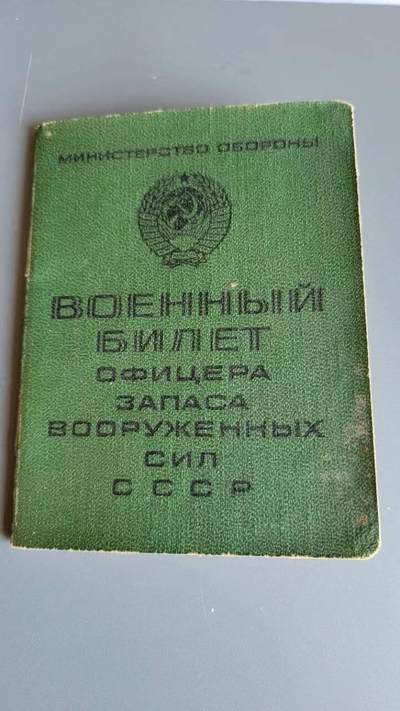 МИНИСТЕРСТВО ОБОРОНЫ
ВОЕННЫЙ
БИЛЕТ
ОФИЦЕРА
ЗАПАСА
ВООРУЖЕННЫХ
СИЛ
СССР